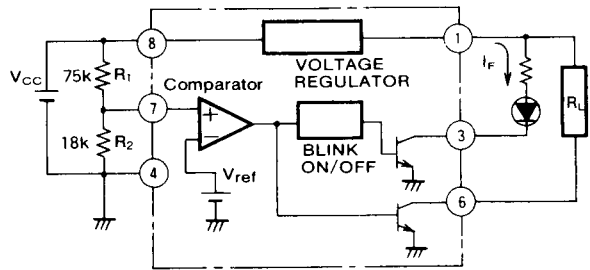 8
1
VOLTAGE
REGULATOR
I_F
V_CC
75k R₁
Comparator
7
+
−
BLINK
ON/OFF
3
R_L
18k R₂
4
V_ref
6